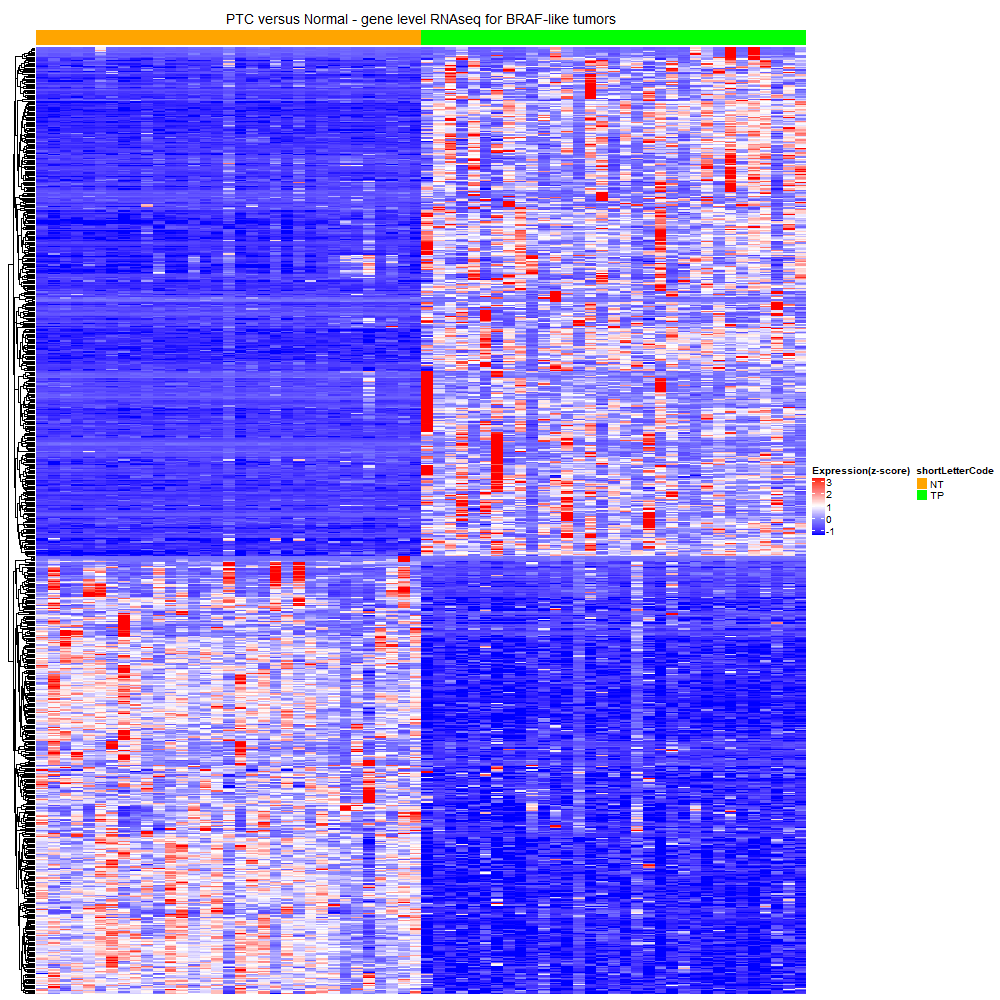 PTC versus Normal - gene level RNAseq for BRAF-like tumors
Expression(z-score) shortLetterCode
3 NT
2 TP
1
0
-1